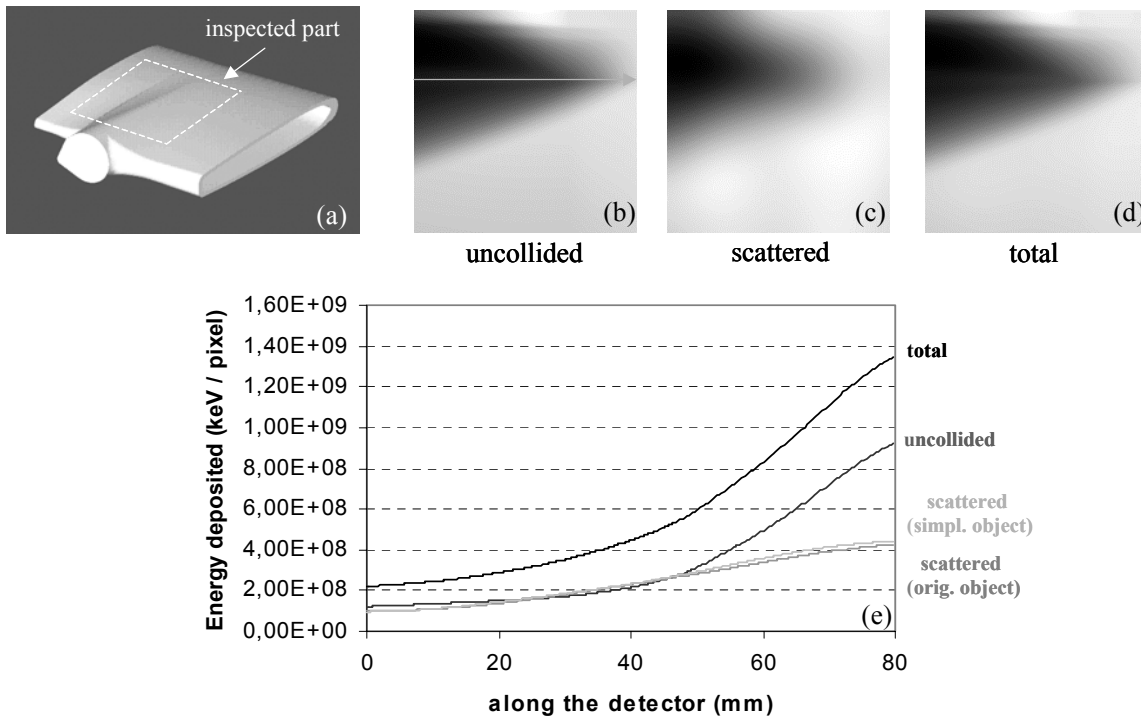 inspected part
(a)
(b)
(c)
(d)
uncollided
scattered
total
1,60E+09
1,40E+09
1,20E+09
1,00E+09
8,00E+08
6,00E+08
4,00E+08
2,00E+08
0,00E+00
Energy deposited (keV / pixel)
total
uncollided
scattered
(simpl. object)
scattered
(orig. object)
(e)
0
20
40
60
80
along the detector (mm)